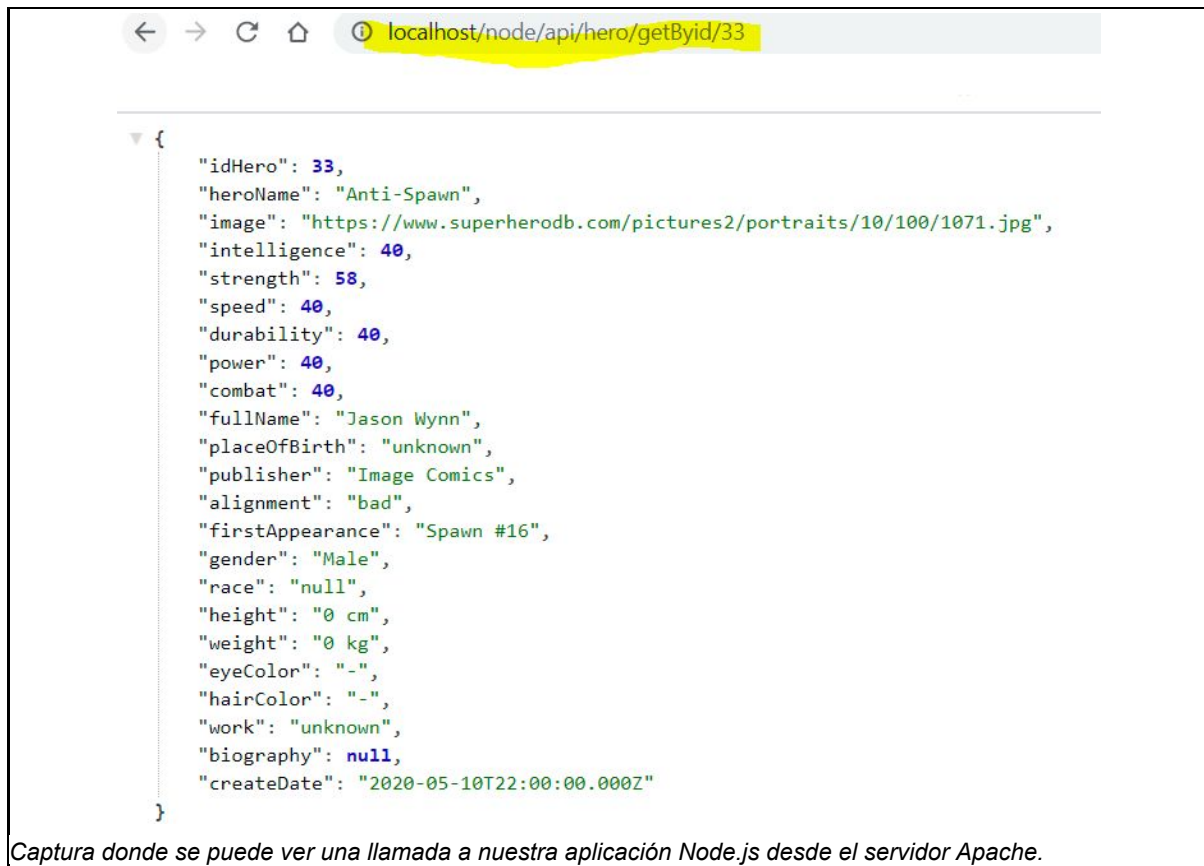 localhost/node/api/hero/getByid/33
{
"idHero": 33,
"heroName": "Anti-Spawn",
"image": "https://www.superherodb.com/pictures2/portraits/10/100/1071.jpg",
"intelligence": 40,
"strength": 58,
"speed": 40,
"durability": 40,
"power": 40,
"combat": 40,
"fullName": "Jason Wynn",
"placeOfBirth": "unknown",
"publisher": "Image Comics",
"alignment": "bad",
"firstAppearance": "Spawn #16",
"gender": "Male",
"race": "null",
"height": "0 cm",
"weight": "0 kg",
"eyeColor": "-",
"hairColor": "-",
"work": "unknown",
"biography": null,
"createDate": "2020-05-10T22:00:00.000Z"
}
Captura donde se puede ver una llamada a nuestra aplicación Node.js desde el servidor Apache.